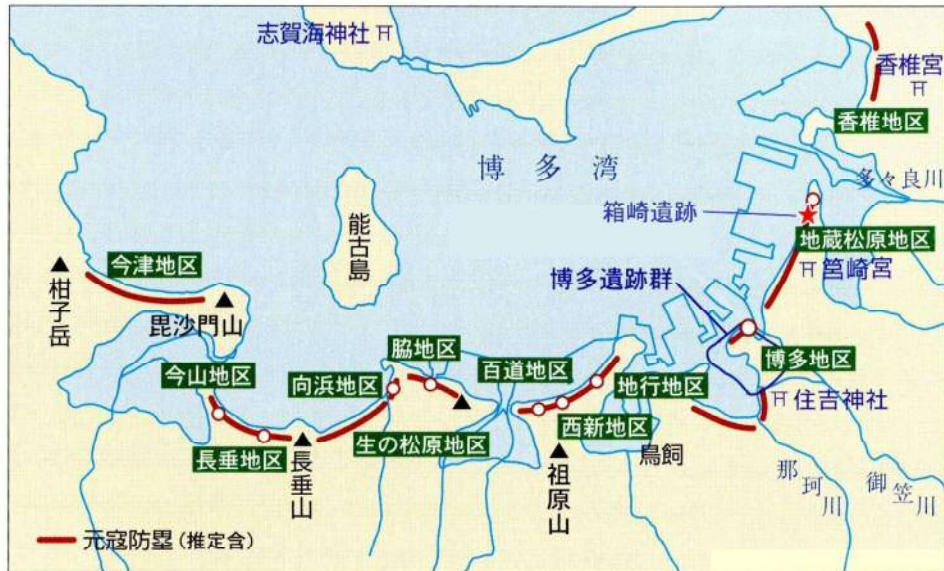 志賀海神社
香椎宮
香椎地区
博多湾
多々良川
箱崎遺跡
地蔵松原地区
筥崎宮
能古島
今津地区
柑子岳
毘沙門山
博多遺跡群
脇地区
百道地区
博多地区
今山地区
向浜地区
地行地区
住吉神社
長垂地区
生の松原地区
西新地区
鳥飼
長垂山
祖原山
那珂川
御笠川
元寇防塁(推定含)